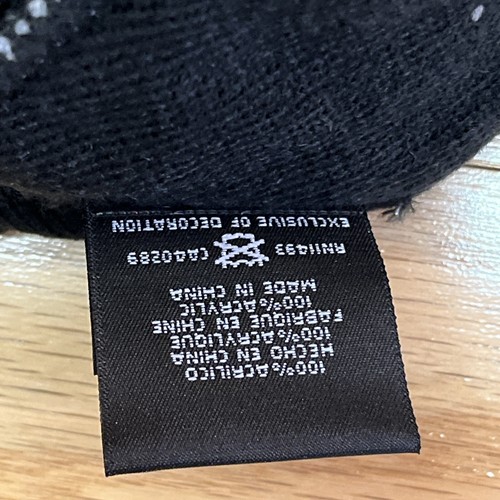 100% ACRILICO
HECHO EN CHINA
100% ACRYLIQUE
FABRIQUE EN CHINE
100% ACRYLIC
MADE IN CHINA
RN11493 CA40289
EXCLUSIVE OF DECORATION